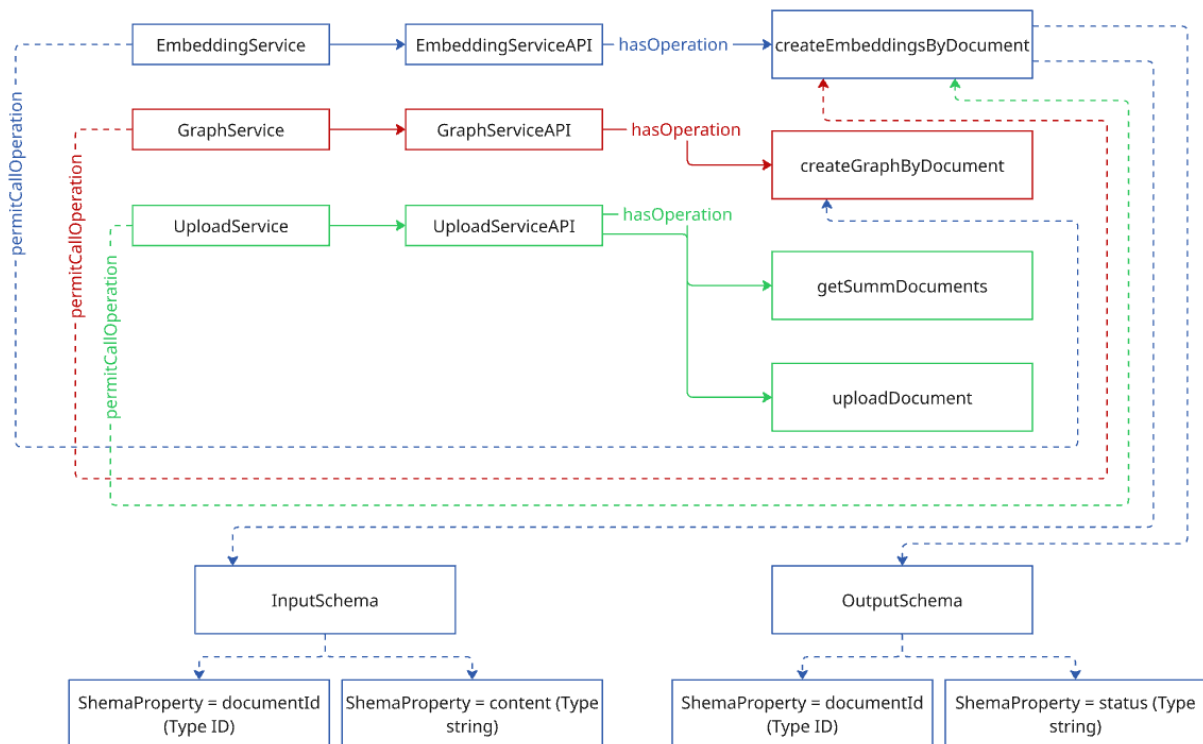 EmbeddingService
EmbeddingServiceAPI
hasOperation
createEmbeddingsByDocument
GraphService
GraphServiceAPI
hasOperation
createGraphByDocument
UploadService
UploadServiceAPI
hasOperation
getSummDocuments
uploadDocument
permitCallOperation
permitCallOperation
permitCallOperation
InputSchema
OutputSchema
ShemaProperty = documentId
(Type ID)
ShemaProperty = content (Type
string)
ShemaProperty = documentId
(Type ID)
ShemaProperty = status (Type
string)